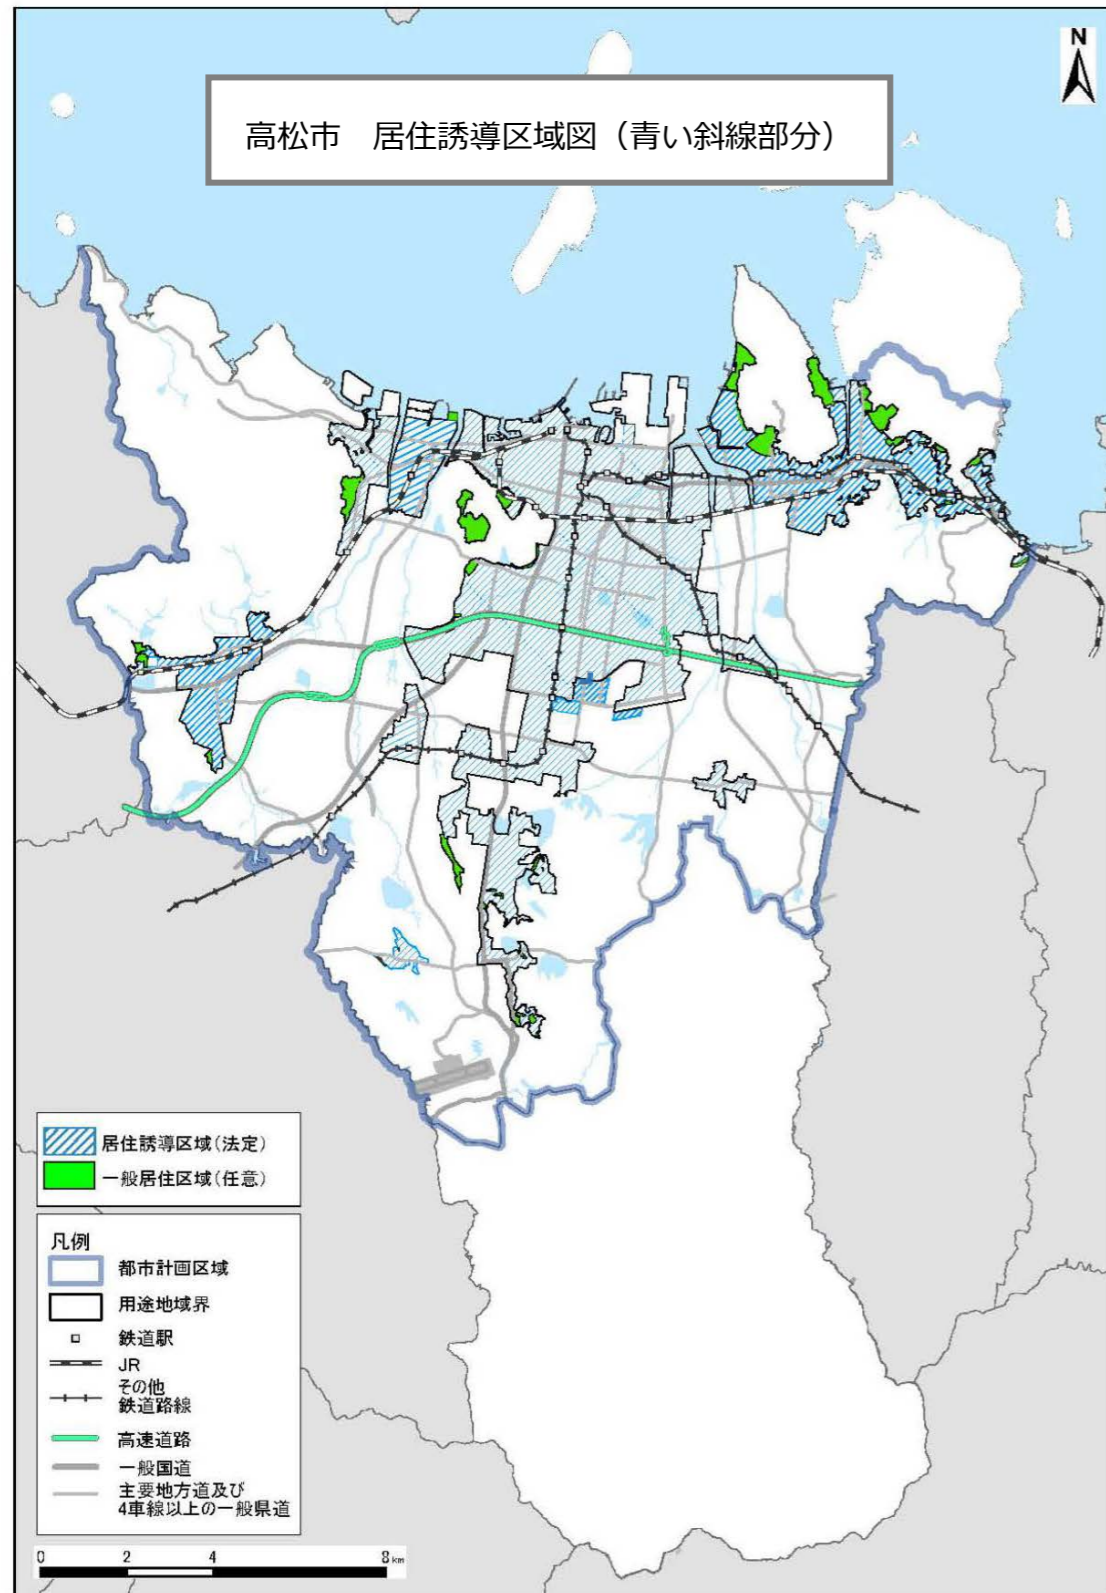 N
高松市　居住誘導区域図（青い斜線部分）
居住誘導区域(法定)
一般居住区域(任意)
凡例
都市計画区域
用途地域界
鉄道駅
JR
その他
鉄道路線
高速道路
一般国道
主要地方道及び
4車線以上の一般県道
0 2 4 8 km